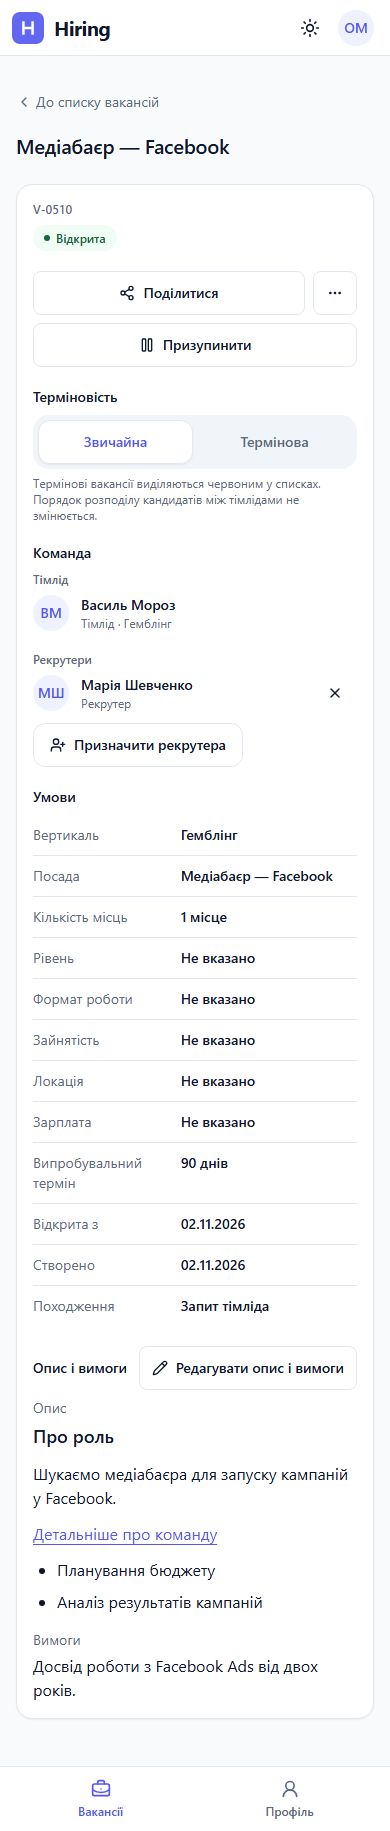 H Hiring
ОМ
До списку вакансій
Медіабаєр — Facebook
V-0510
Відкрита
Поділитися
Призупинити
Терміновість
Звичайна Термінова
Термінові вакансії виділяються червоним у списках.
Порядок розподілу кандидатів між тімлідами не
змінюється.
Команда
Тімлід
ВМ Василь Мороз
Тімлід · Гемблінг
Рекрутери
МШ Марія Шевченко
Рекрутер
Призначити рекрутера
Умови
Вертикаль Гемблінг
Посада Медіабаєр — Facebook
Кількість місць 1 місце
Рівень Не вказано
Формат роботи Не вказано
Зайнятість Не вказано
Локація Не вказано
Зарплата Не вказано
Випробувальний 90 днів
термін
Відкрита з 02.11.2026
Створено 02.11.2026
Походження Запит тімліда
Опис і вимоги Редагувати опис і вимоги
Опис
Про роль
Шукаємо медіабаєра для запуску кампаній
у Facebook.
Детальніше про команду
Планування бюджету
Аналіз результатів кампаній
Вимоги
Досвід роботи з Facebook Ads від двох
років.
Вакансії Профіль